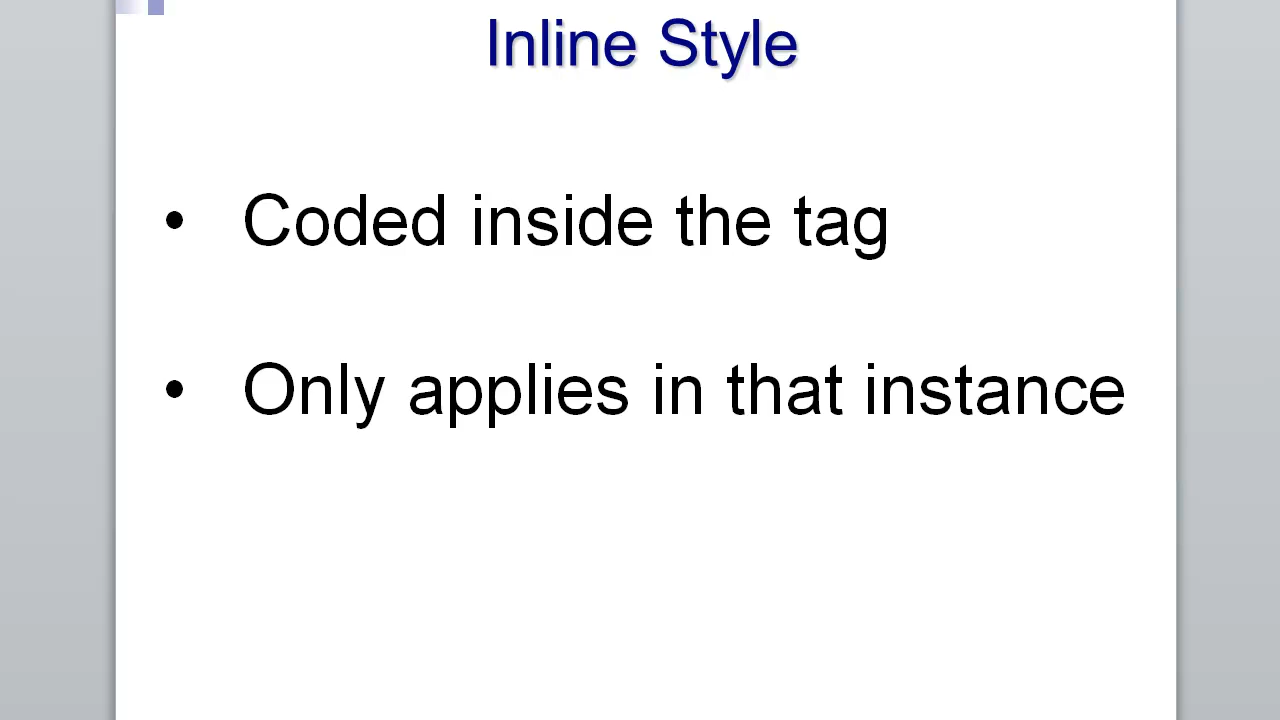 Inline Style
• Coded inside the tag
• Only applies in that instance